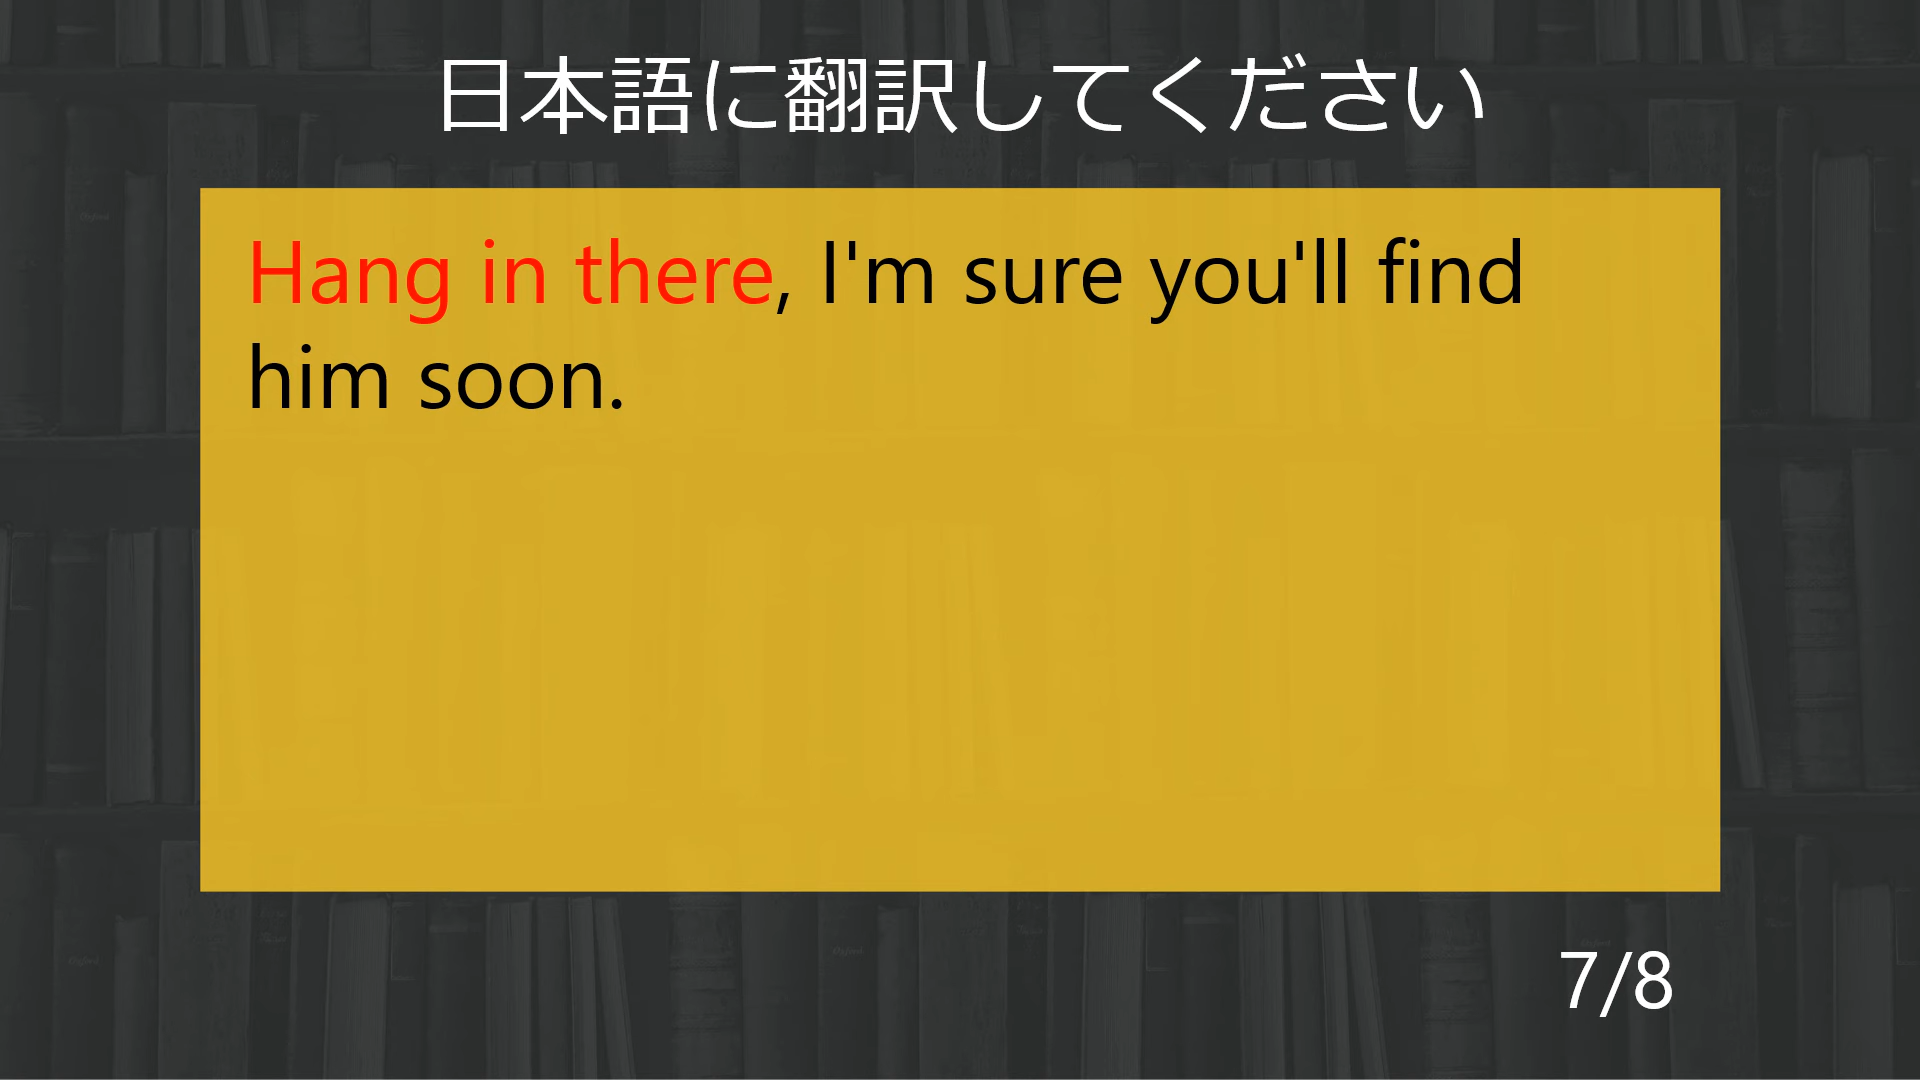 日本語に翻訳してください
Hang in there, I'm sure you'll find
him soon.
7/8